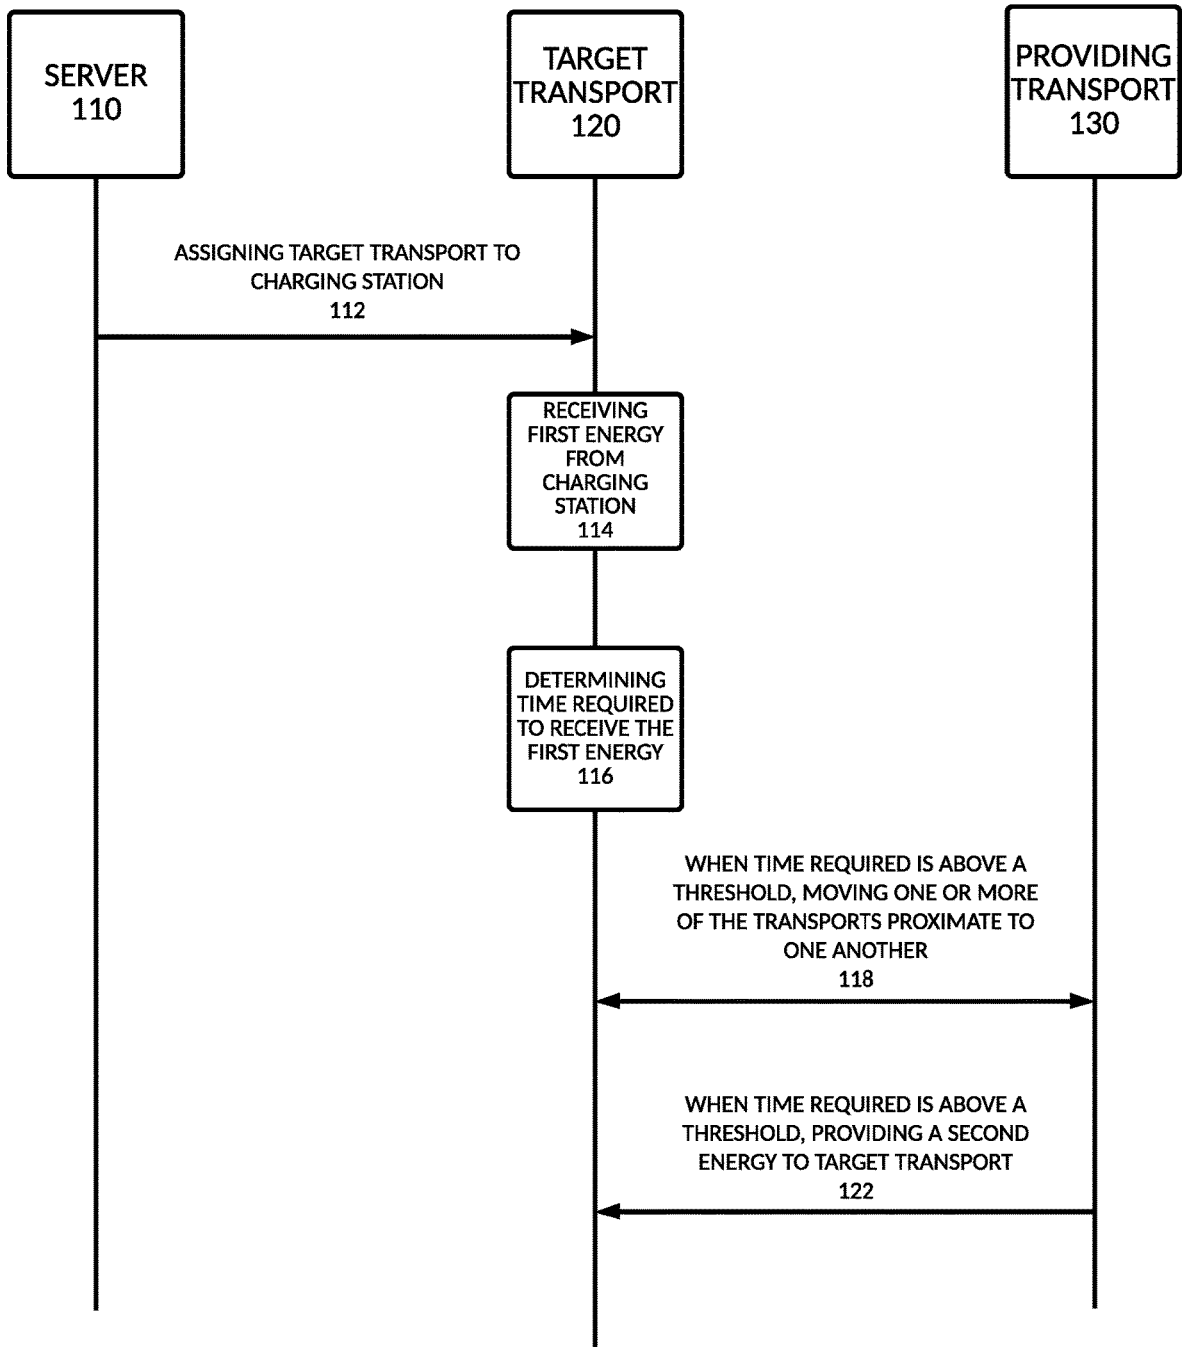 SERVER
110
TARGET
TRANSPORT
120
PROVIDING
TRANSPORT
130
ASSIGNING TARGET TRANSPORT TO
CHARGING STATION
112
RECEIVING
FIRST ENERGY
FROM
CHARGING
STATION
114
DETERMINING
TIME REQUIRED
TO RECEIVE THE
FIRST ENERGY
116
WHEN TIME REQUIRED IS ABOVE A
THRESHOLD, MOVING ONE OR MORE
OF THE TRANSPORTS PROXIMATE TO
ONE ANOTHER
118
WHEN TIME REQUIRED IS ABOVE A
THRESHOLD, PROVIDING A SECOND
ENERGY TO TARGET TRANSPORT
122